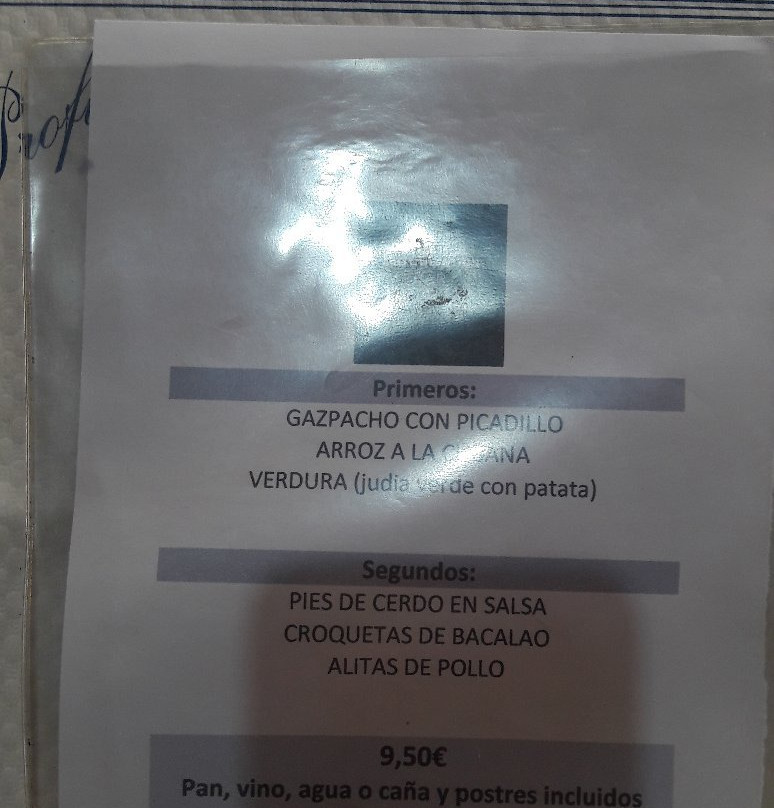 Primeros:
GAZPACHO CON PICADILLO
ARROZ A LA CUBANA
VERDURA (judia verde con patata)
Segundos:
PIES DE CERDO EN SALSA
CROQUETAS DE BACALAO
ALITAS DE POLLO
9,50€
Pan, vino, agua o caña y postres incluidos